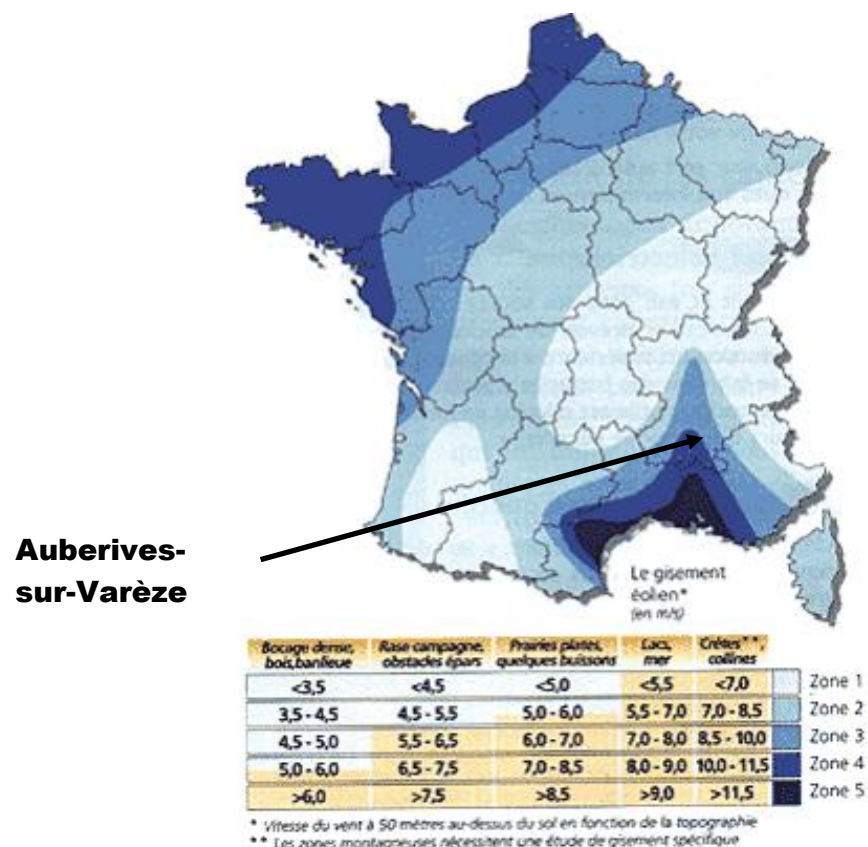 Auberives-
sur-Varèze
Le gisement
éolien*
(en m/s)
Bocage dense, bois, banlieue
Rase campagne, obstacles épars
Prairies plates, quelques buissons
Lacs, mer
Crêtes**, collines
<3,5 <4,5 <5,0 <5,5 <7,0 Zone 1
3,5 - 4,5 4,5 - 5,5 5,0 - 6,0 5,5 - 7,0 7,0 - 8,5 Zone 2
4,5 - 5,0 5,5 - 6,5 6,0 - 7,0 7,0 - 8,0 8,5 - 10,0 Zone 3
5,0 - 6,0 6,5 - 7,5 7,0 - 8,5 8,0 - 9,0 10,0 - 11,5 Zone 4
>6,0 >7,5 >8,5 >9,0 >11,5 Zone 5
* Vitesse du vent à 50 mètres au-dessus du sol en fonction de la topographie
** Les zones montagneuses nécessitent une étude de gisement spécifique